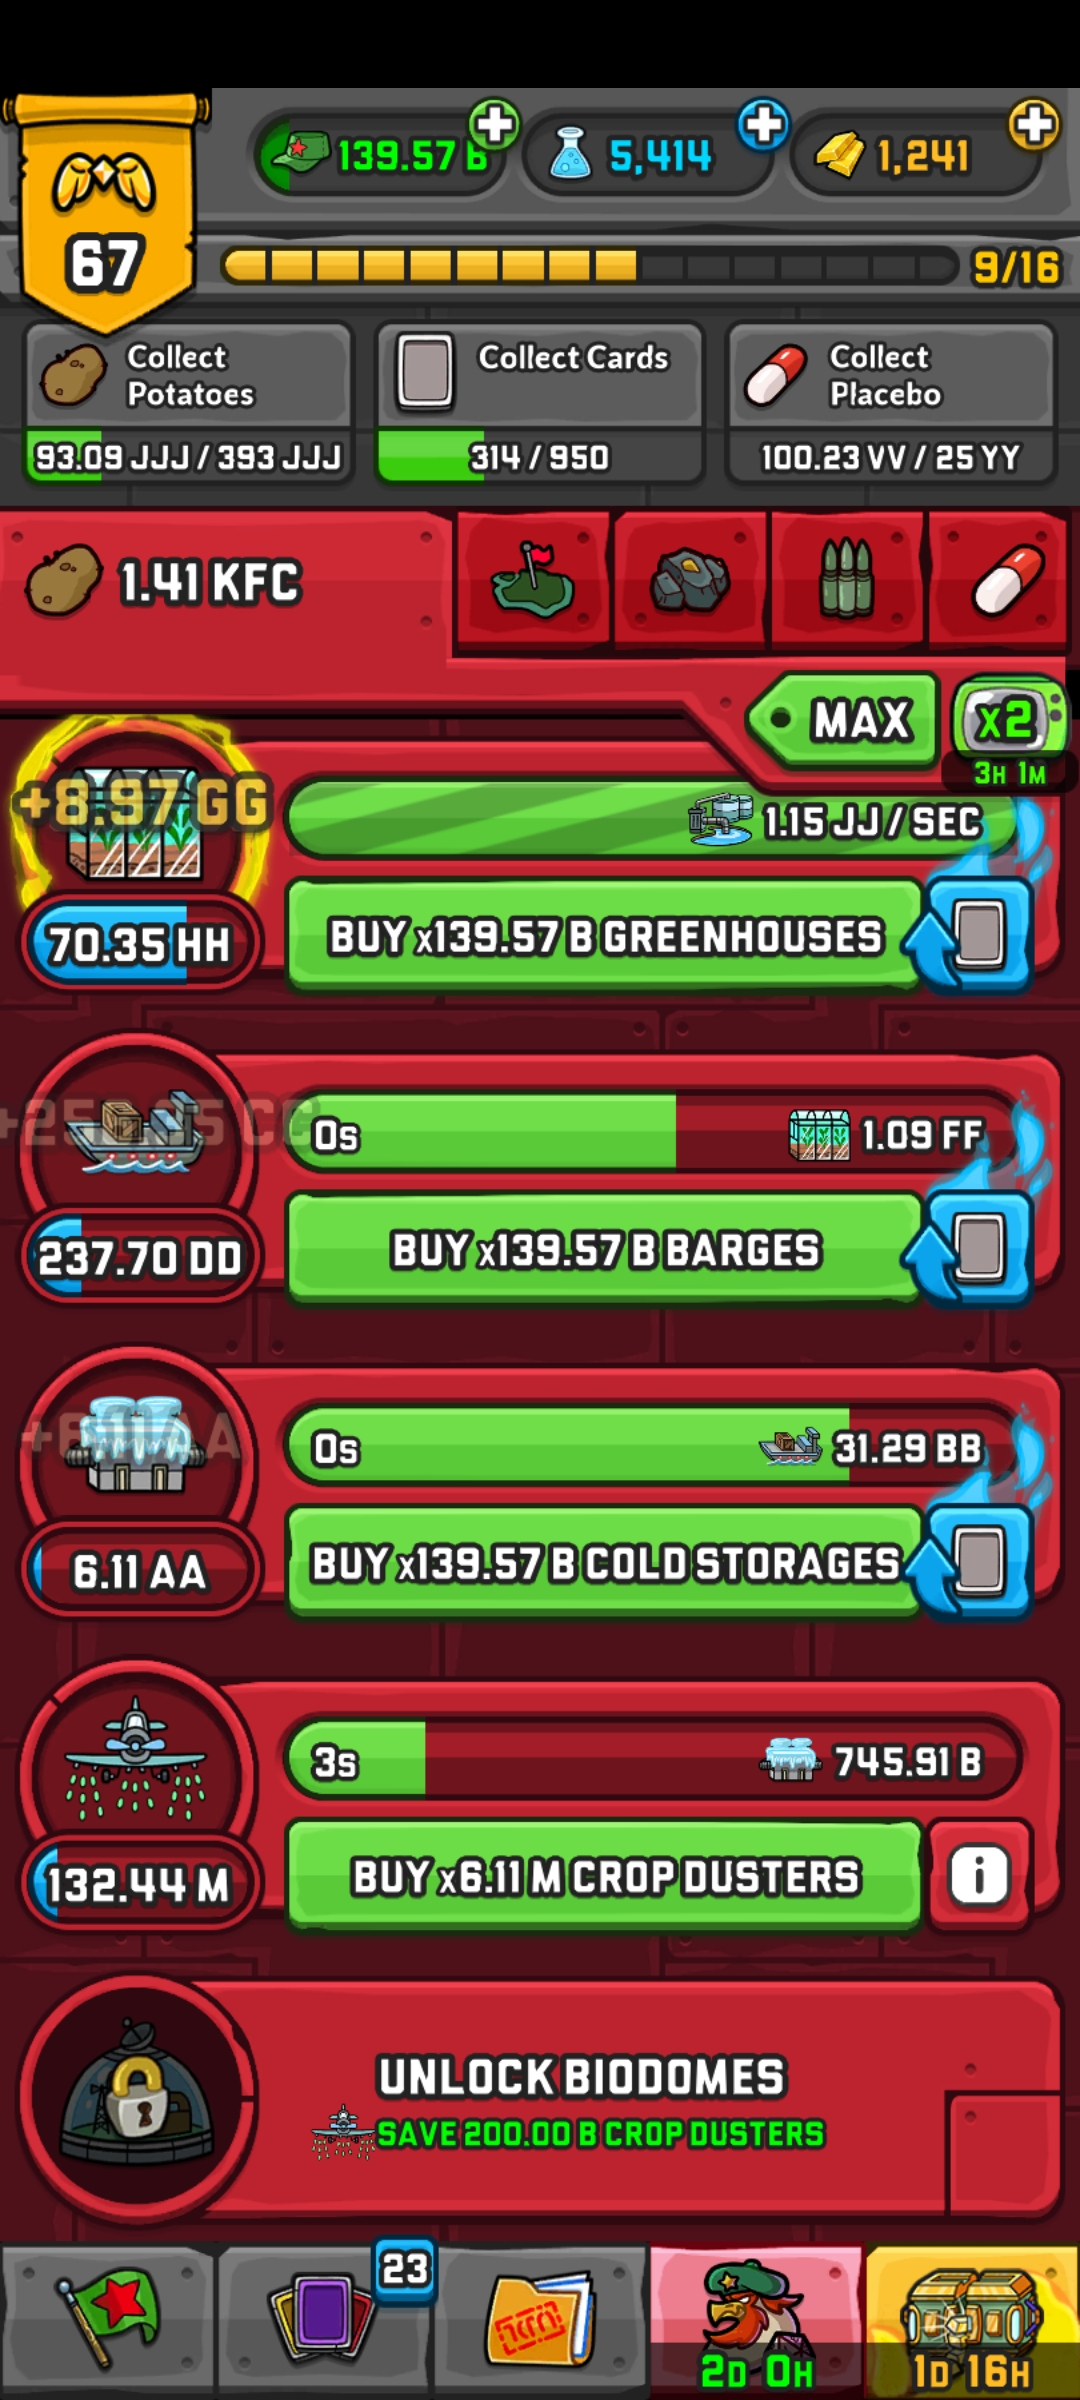 139.57 B
5,414
1,241
67
9/16
Collect
Potatoes
93.09 JJJ / 393 JJJ
Collect Cards
314 / 950
Collect
Placebo
100.23 VV / 25 YY
1.41 KFC
MAX
x2
3H 1M
+8.97 GG
1.15 JJ / SEC
70.35 HH
BUY x139.57 B GREENHOUSES
0s
1.09 FF
237.70 DD
BUY x139.57 B BARGES
0s
31.29 BB
6.11 AA
BUY x139.57 B COLD STORAGES
3s
745.91 B
132.44 M
BUY x6.11 M CROP DUSTERS
i
UNLOCK BIODOMES
SAVE 200.00 B CROP DUSTERS
23
2D 0H
1D 16H